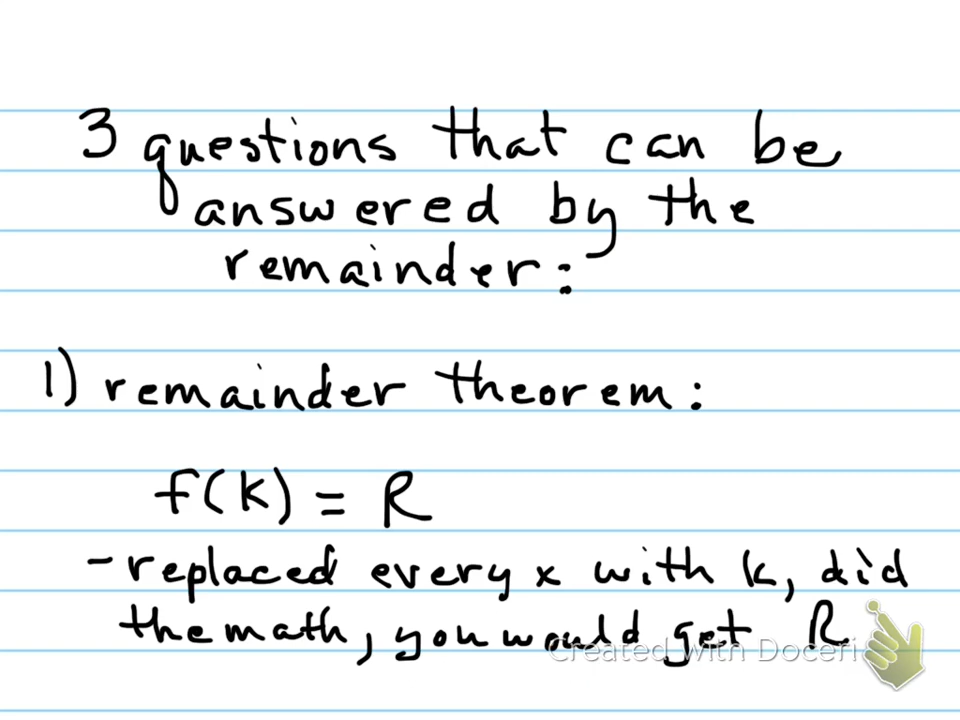 3 questions that can be
answered by the
remainder:
1) remainder theorem:
f(k) = R
- replaced every x with k, did
the math, you would get R
Created with Doceri